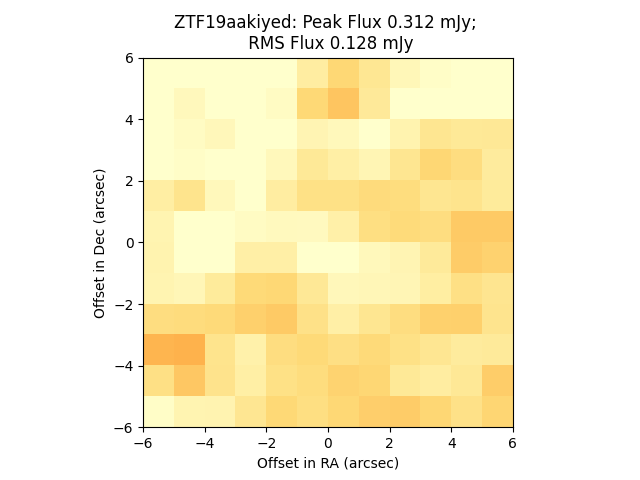 ZTF19aakiyed: Peak Flux 0.312 mJy;
RMS Flux 0.128 mJy
6
4
2
0
−2
−4
−6
Offset in Dec (arcsec)
−6 −4 −2 0 2 4 6
Offset in RA (arcsec)